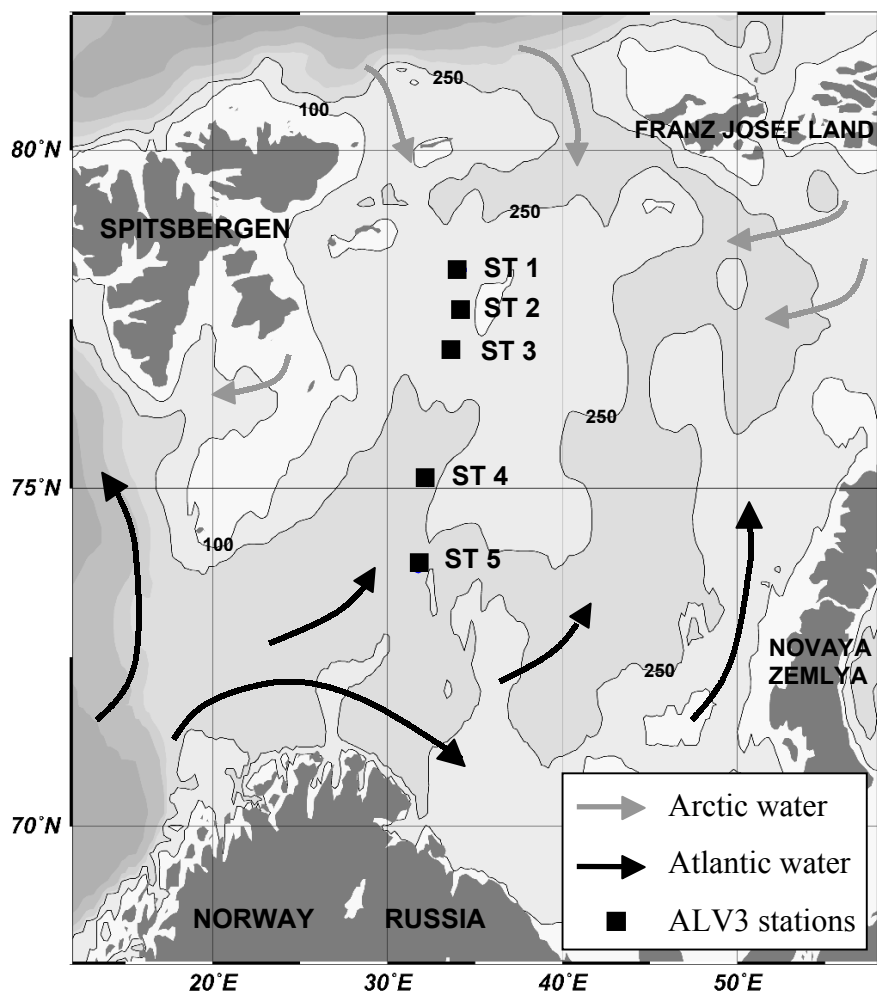 250
100
FRANZ JOSEF LAND
80°N
250
SPITSBERGEN
ST 1
ST 2
ST 3
250
ST 4
75°N
100
ST 5
NOVAYA
ZEMLYA
250
Arctic water
70°N
Atlantic water
NORWAY RUSSIA
ALV3 stations
20°E 30°E 40°E 50°E